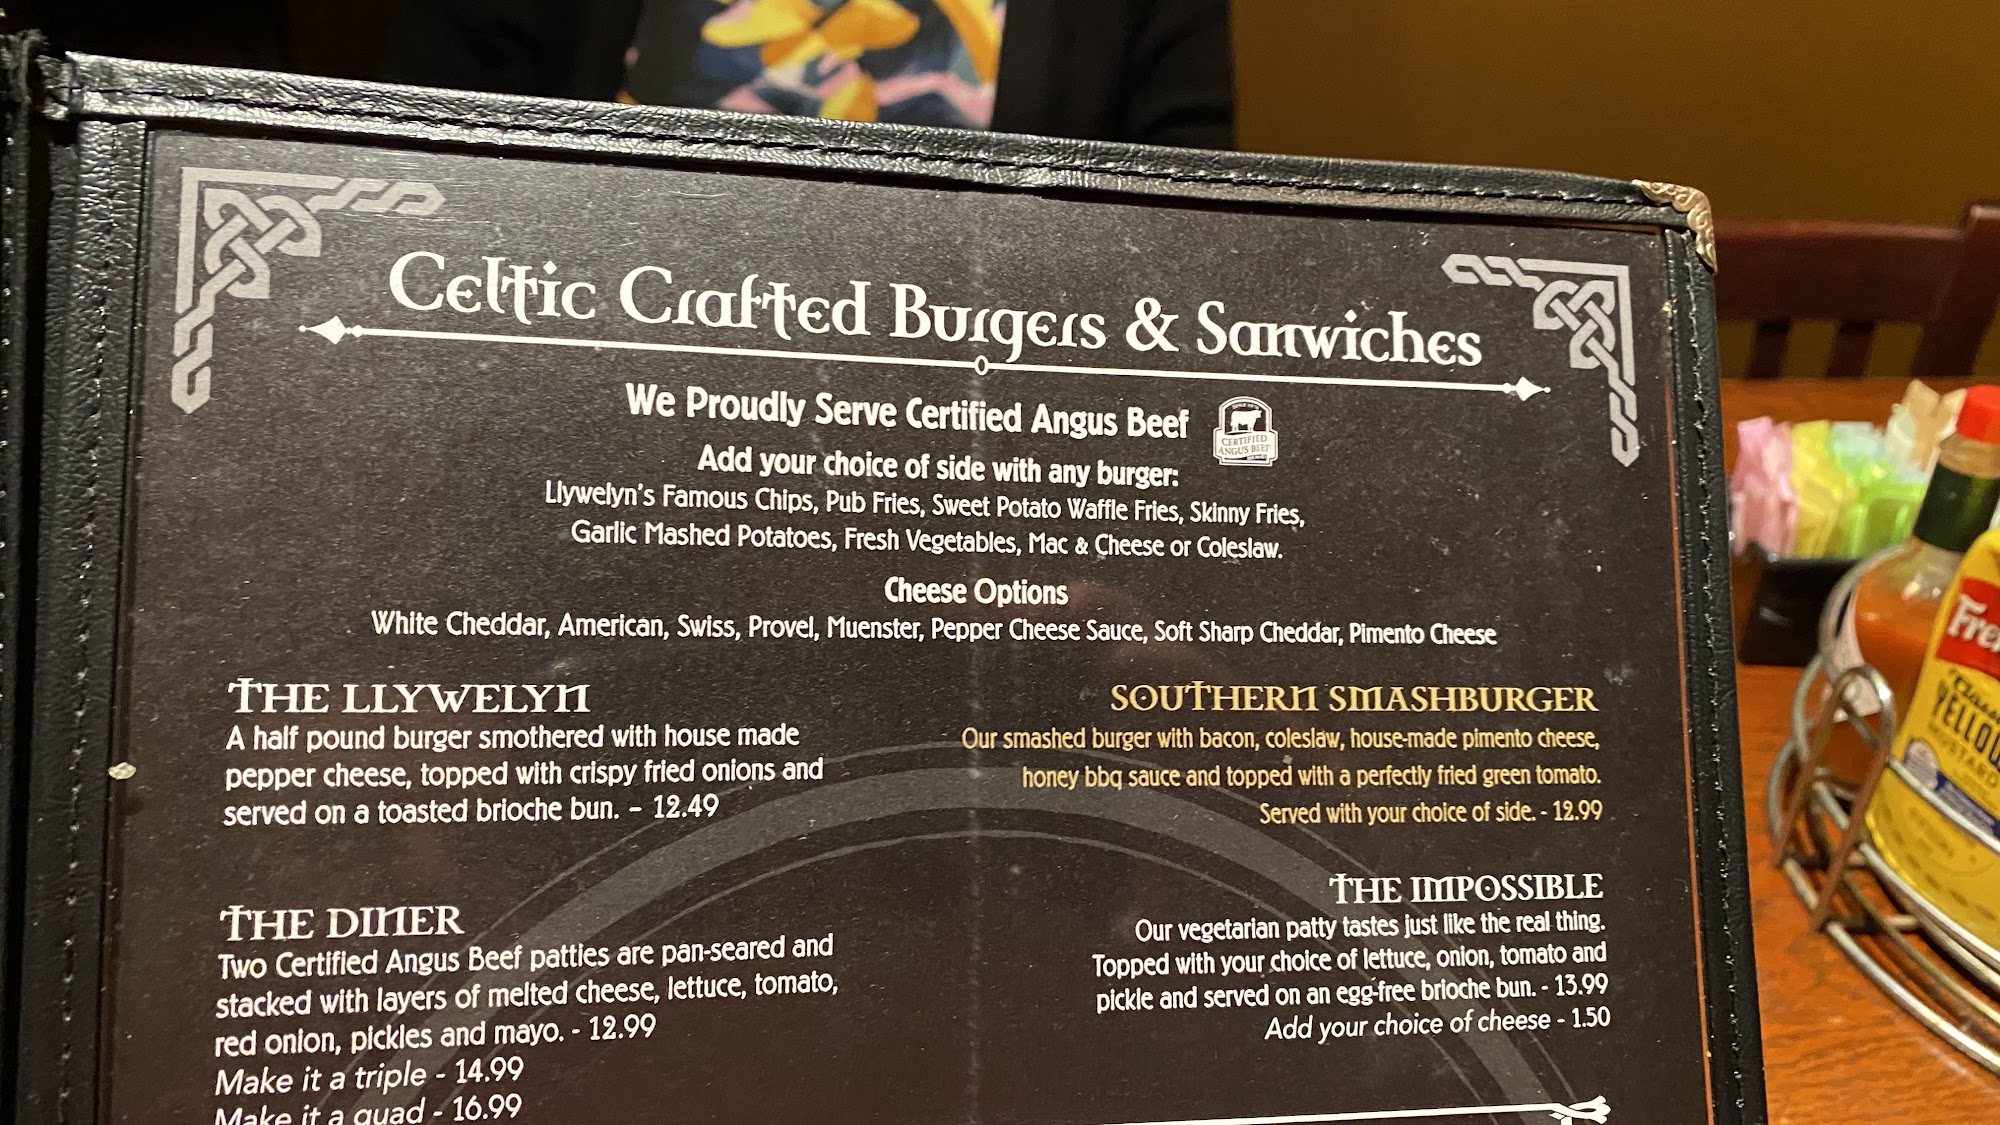 Celtic Crafted Burgers & Sanwiches
We Proudly Serve Certified Angus Beef
CERTIFIED
ANGUS BEEF
Add your choice of side with any burger:
Llywelyn's Famous Chips, Pub Fries, Sweet Potato Waffle Fries, Skinny Fries,
Garlic Mashed Potatoes, Fresh Vegetables, Mac & Cheese or Coleslaw.
Cheese Options
White Cheddar, American, Swiss, Provel, Muenster, Pepper Cheese Sauce, Soft Sharp Cheddar, Pimento Cheese
THE LLYWELYN
A half pound burger smothered with house made
pepper cheese, topped with crispy fried onions and
served on a toasted brioche bun. - 12.49
THE DINER
Two Certified Angus Beef patties are pan-seared and
stacked with layers of melted cheese, lettuce, tomato,
red onion, pickles and mayo. - 12.99
Make it a triple - 14.99
Make it a quad - 16.99
SOUTHERN SMASHBURGER
Our smashed burger with bacon, coleslaw, house-made pimento cheese,
honey bbq sauce and topped with a perfectly fried green tomato.
Served with your choice of side. - 12.99
THE IMPOSSIBLE
Our vegetarian patty tastes just like the real thing.
Topped with your choice of lettuce, onion, tomato and
pickle and served on an egg-free brioche bun. - 13.99
Add your choice of cheese - 1.50
Fre
Class
YELLOU
MUSTARD